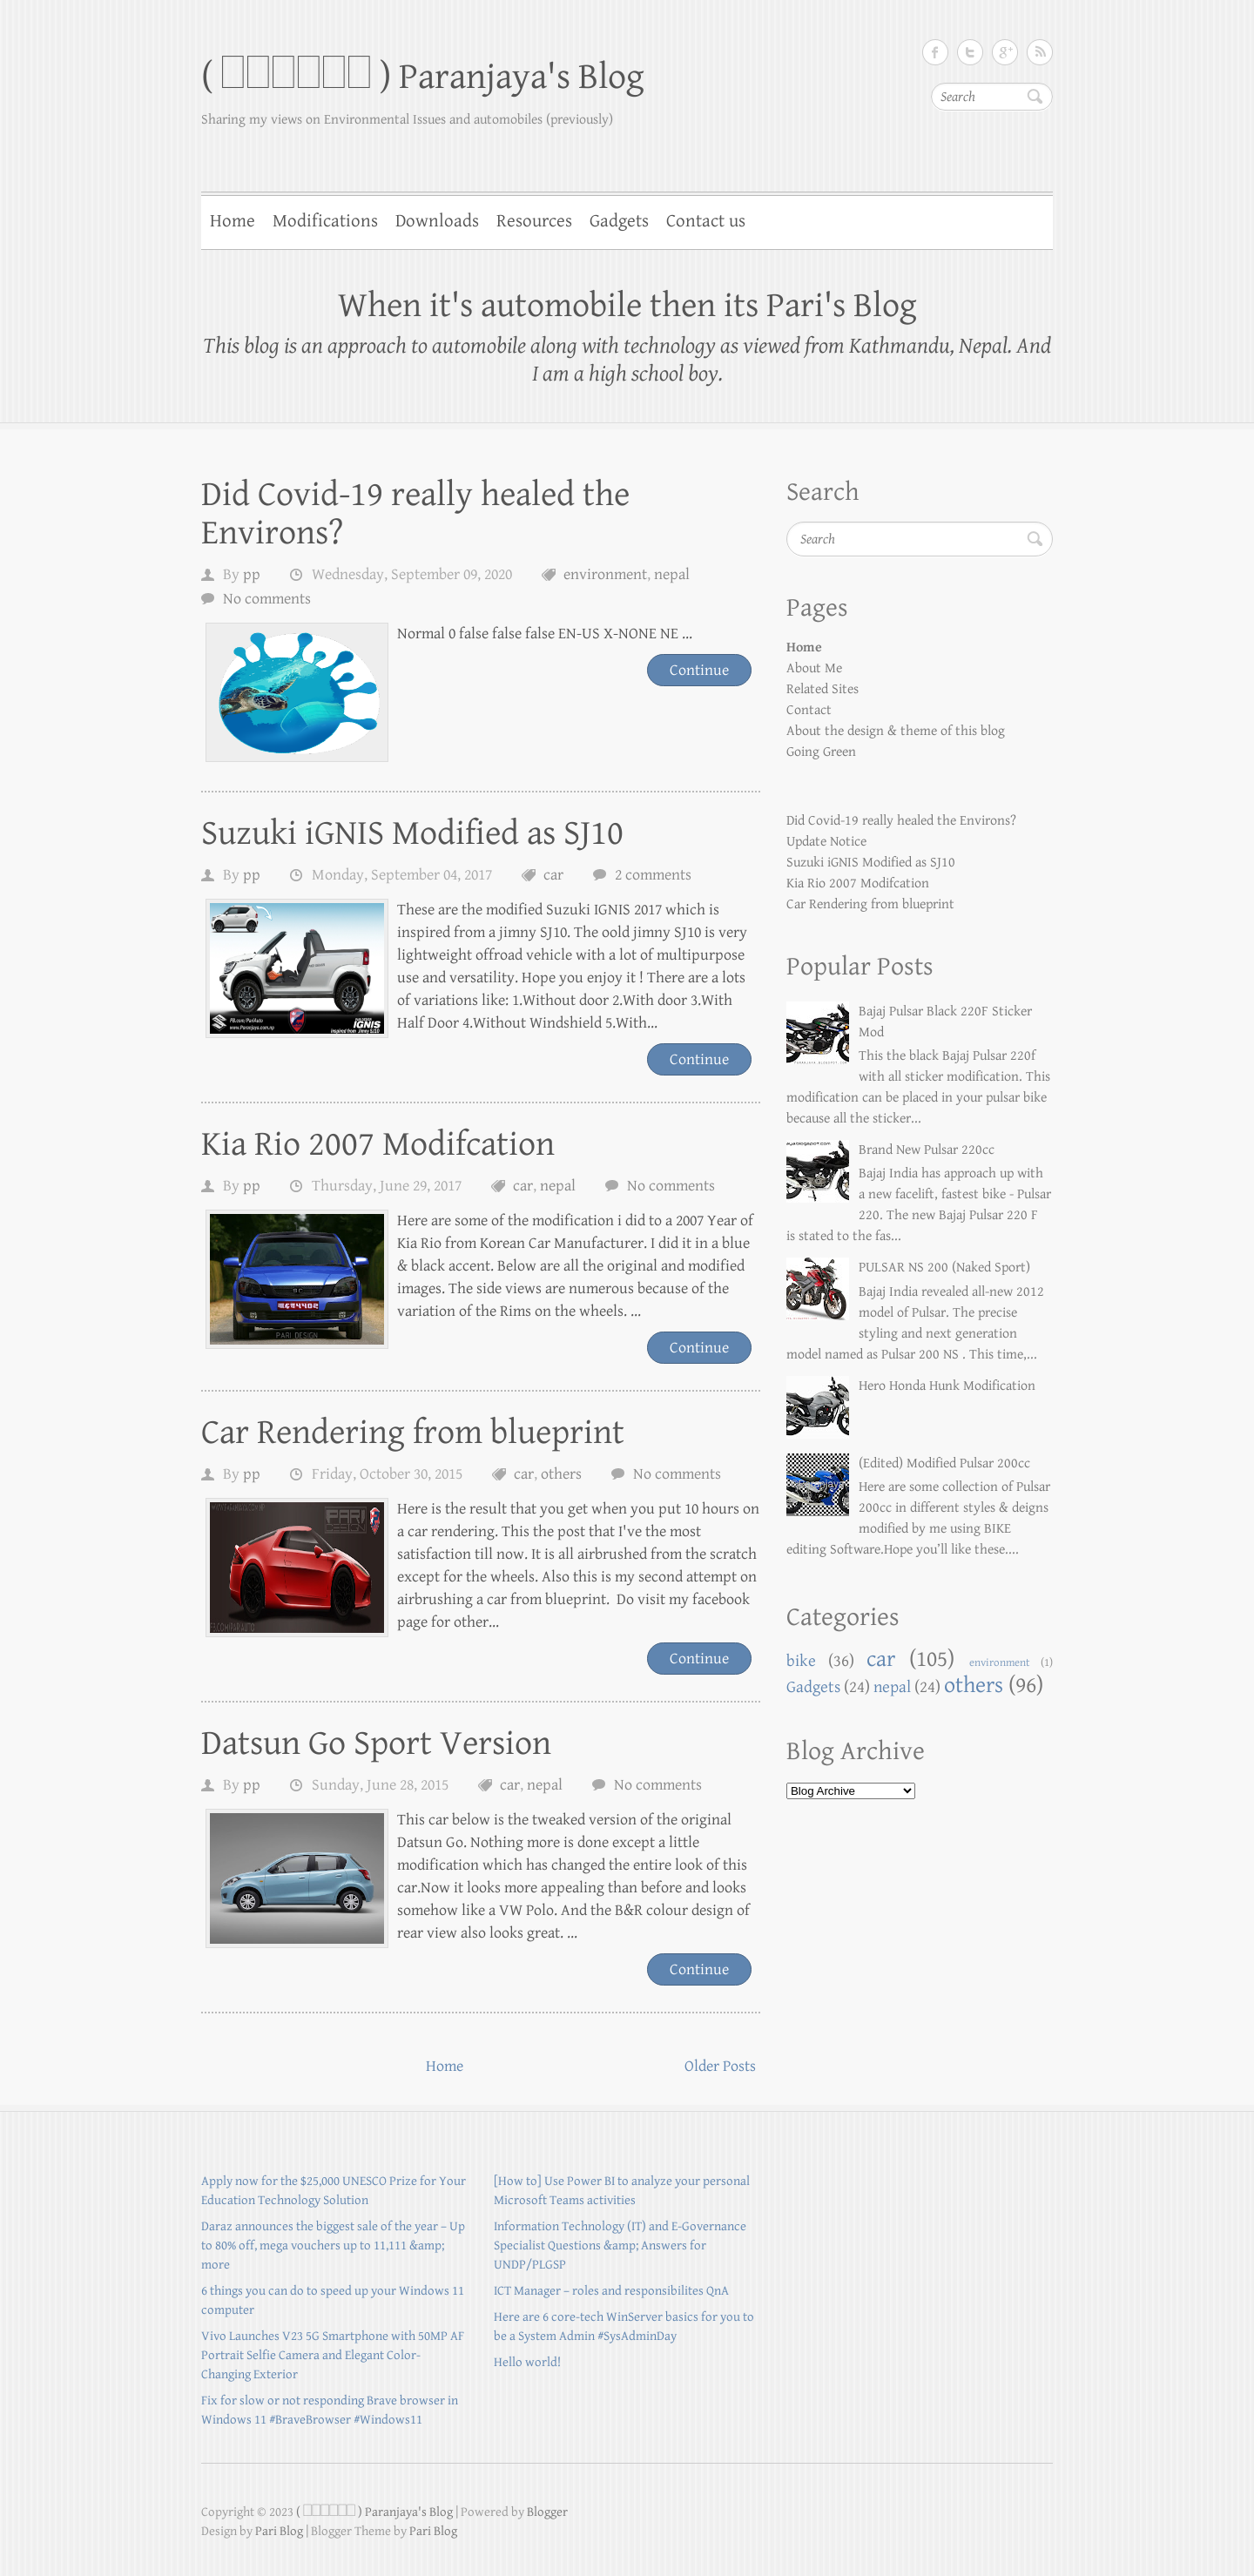 ( ) Paranjaya's Blog
Sharing my views on Environmental Issues and automobiles (previously)
Search
Home Modifications Downloads Resources Gadgets Contact us
When it's automobile then its Pari's Blog
This blog is an approach to automobile along with technology as viewed from Kathmandu, Nepal. And
I am a high school boy.
Did Covid-19 really healed the
Environs?
By pp Wednesday, September 09, 2020 environment, nepal
No comments
Normal 0 false false false EN-US X-NONE NE ...
Continue
Suzuki iGNIS Modified as SJ10
By pp Monday, September 04, 2017 car 2 comments
These are the modified Suzuki IGNIS 2017 which is
inspired from a jimny SJ10. The oold jimny SJ10 is very
lightweight offroad vehicle with a lot of multipurpose
use and versatility. Hope you enjoy it ! There are a lots
of variations like: 1.Without door 2.With door 3.With
Half Door 4.Without Windshield 5.With...
Continue
Kia Rio 2007 Modifcation
By pp Thursday, June 29, 2017 car, nepal No comments
PARI DESIGN
Here are some of the modification i did to a 2007 Year of
Kia Rio from Korean Car Manufacturer. I did it in a blue
& black accent. Below are all the original and modified
images. The side views are numerous because of the
variation of the Rims on the wheels. ...
Continue
Car Rendering from blueprint
By pp Friday, October 30, 2015 car, others No comments
Here is the result that you get when you put 10 hours on
a car rendering. This the post that I've the most
satisfaction till now. It is all airbrushed from the scratch
except for the wheels. Also this is my second attempt on
airbrushing a car from blueprint. Do visit my facebook
page for other...
Continue
Datsun Go Sport Version
By pp Sunday, June 28, 2015 car, nepal No comments
This car below is the tweaked version of the original
Datsun Go. Nothing more is done except a little
modification which has changed the entire look of this
car.Now it looks more appealing than before and looks
somehow like a VW Polo. And the B&R colour design of
rear view also looks great. ...
Continue
Home Older Posts
Search
Search
Pages
Home
About Me
Related Sites
Contact
About the design & theme of this blog
Going Green
Did Covid-19 really healed the Environs?
Update Notice
Suzuki iGNIS Modified as SJ10
Kia Rio 2007 Modifcation
Car Rendering from blueprint
Popular Posts
Bajaj Pulsar Black 220F Sticker
Mod
This the black Bajaj Pulsar 220f
with all sticker modification. This
modification can be placed in your pulsar bike
because all the sticker...
Brand New Pulsar 220cc
Bajaj India has approach up with
a new facelift, fastest bike - Pulsar
220. The new Bajaj Pulsar 220 F
is stated to the fas...
PULSAR NS 200 (Naked Sport)
Bajaj India revealed all-new 2012
model of Pulsar. The precise
styling and next generation
model named as Pulsar 200 NS . This time,...
Hero Honda Hunk Modification
(Edited) Modified Pulsar 200cc
Here are some collection of Pulsar
200cc in different styles & deigns
modified by me using BIKE
editing Software.Hope you'll like these....
Categories
bike (36) car (105) environment (1)
Gadgets (24) nepal (24) others (96)
Blog Archive
Blog Archive
Apply now for the $25,000 UNESCO Prize for Your
Education Technology Solution
Daraz announces the biggest sale of the year – Up
to 80% off, mega vouchers up to 11,111 &amp;
more
6 things you can do to speed up your Windows 11
computer
Vivo Launches V23 5G Smartphone with 50MP AF
Portrait Selfie Camera and Elegant Color-
Changing Exterior
Fix for slow or not responding Brave browser in
Windows 11 #BraveBrowser #Windows11
[How to] Use Power BI to analyze your personal
Microsoft Teams activities
Information Technology (IT) and E-Governance
Specialist Questions &amp; Answers for
UNDP/PLGSP
ICT Manager – roles and responsibilites QnA
Here are 6 core-tech WinServer basics for you to
be a System Admin #SysAdminDay
Hello world!
Copyright © 2023 ( ) Paranjaya's Blog | Powered by Blogger
Design by Pari Blog | Blogger Theme by Pari Blog